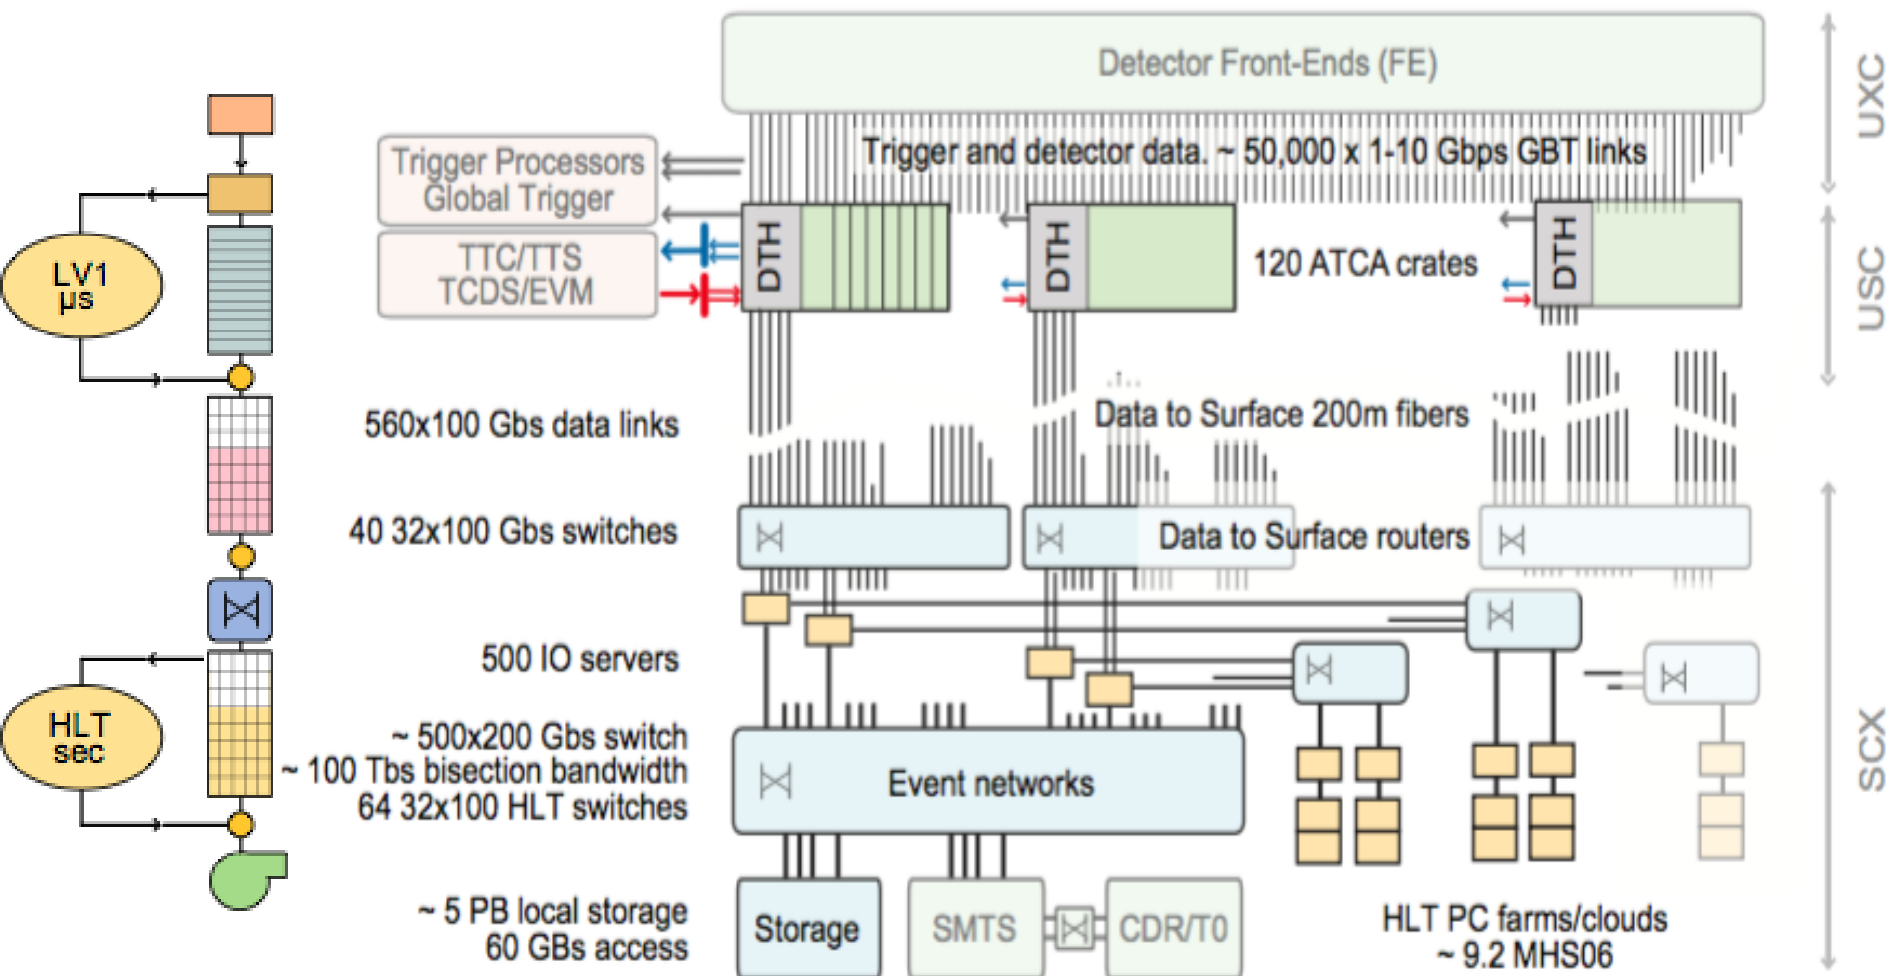 Detector Front-Ends (FE)
UXC
Trigger and detector data. ~ 50,000 x 1-10 Gbps GBT links
Trigger Processors
Global Trigger
TTC/TTS
TCDS/EVM
DTH
DTH
120 ATCA crates
DTH
USC
LV1
µs
560x100 Gbs data links
Data to Surface 200m fibers
40 32x100 Gbs switches
Data to Surface routers
500 IO servers
HLT
sec
~ 500x200 Gbs switch
~ 100 Tbs bisection bandwidth
64 32x100 HLT switches
Event networks
SCX
~ 5 PB local storage
60 GBs access
Storage
SMTS
CDR/T0
HLT PC farms/clouds
~ 9.2 MHS06